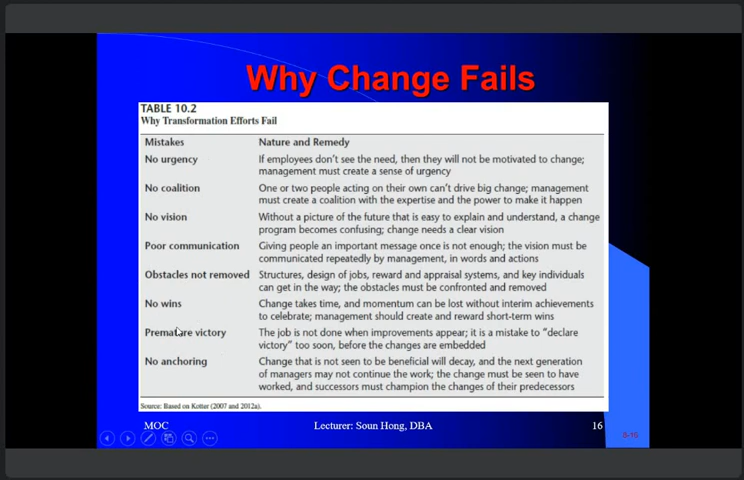 Why Change Fails
TABLE 10.2
Why Transformation Efforts Fail
Mistakes Nature and Remedy
No urgency If employees don't see the need, then they will not be motivated to change;
management must create a sense of urgency
No coalition One or two people acting on their own can't drive big change; management
must create a coalition with the expertise and the power to make it happen
No vision Without a picture of the future that is easy to explain and understand, a change
program becomes confusing; change needs a clear vision
Poor communication Giving people an important message once is not enough; the vision must be
communicated repeatedly by management, in words and actions
Obstacles not removed Structures, design of jobs, reward and appraisal systems, and key individuals
can get in the way; the obstacles must be confronted and removed
No wins Change takes time, and momentum can be lost without interim achievements
to celebrate; management should create and reward short-term wins
Premature victory The job is not done when improvements appear; it is a mistake to "declare
victory" too soon, before the changes are embedded
No anchoring Change that is not seen to be beneficial will decay, and the next generation
of managers may not continue the work; the change must be seen to have
worked, and successors must champion the changes of their predecessors
Source: Based on Kotter (2007 and 2012a).
MOC Lecturer: Soun Hong, DBA 16
8-16